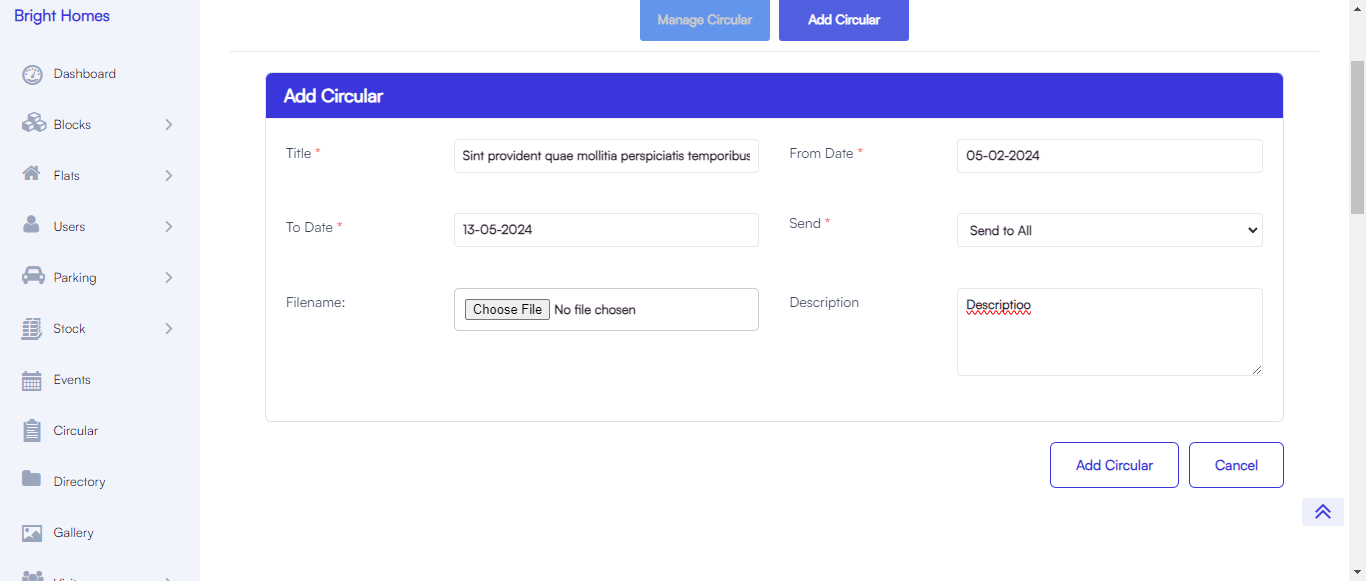 Bright Homes
Manage Circular
Add Circular
Dashboard
Blocks
Flats
Users
Parking
Stock
Events
Circular
Directory
Gallery
Add Circular
Title *
Sint provident quae mollitia perspiciatis temporibus
From Date *
05-02-2024
To Date *
13-05-2024
Send *
Send to All
Filename:
Choose File No file chosen
Description
Descriptioo
Add Circular
Cancel